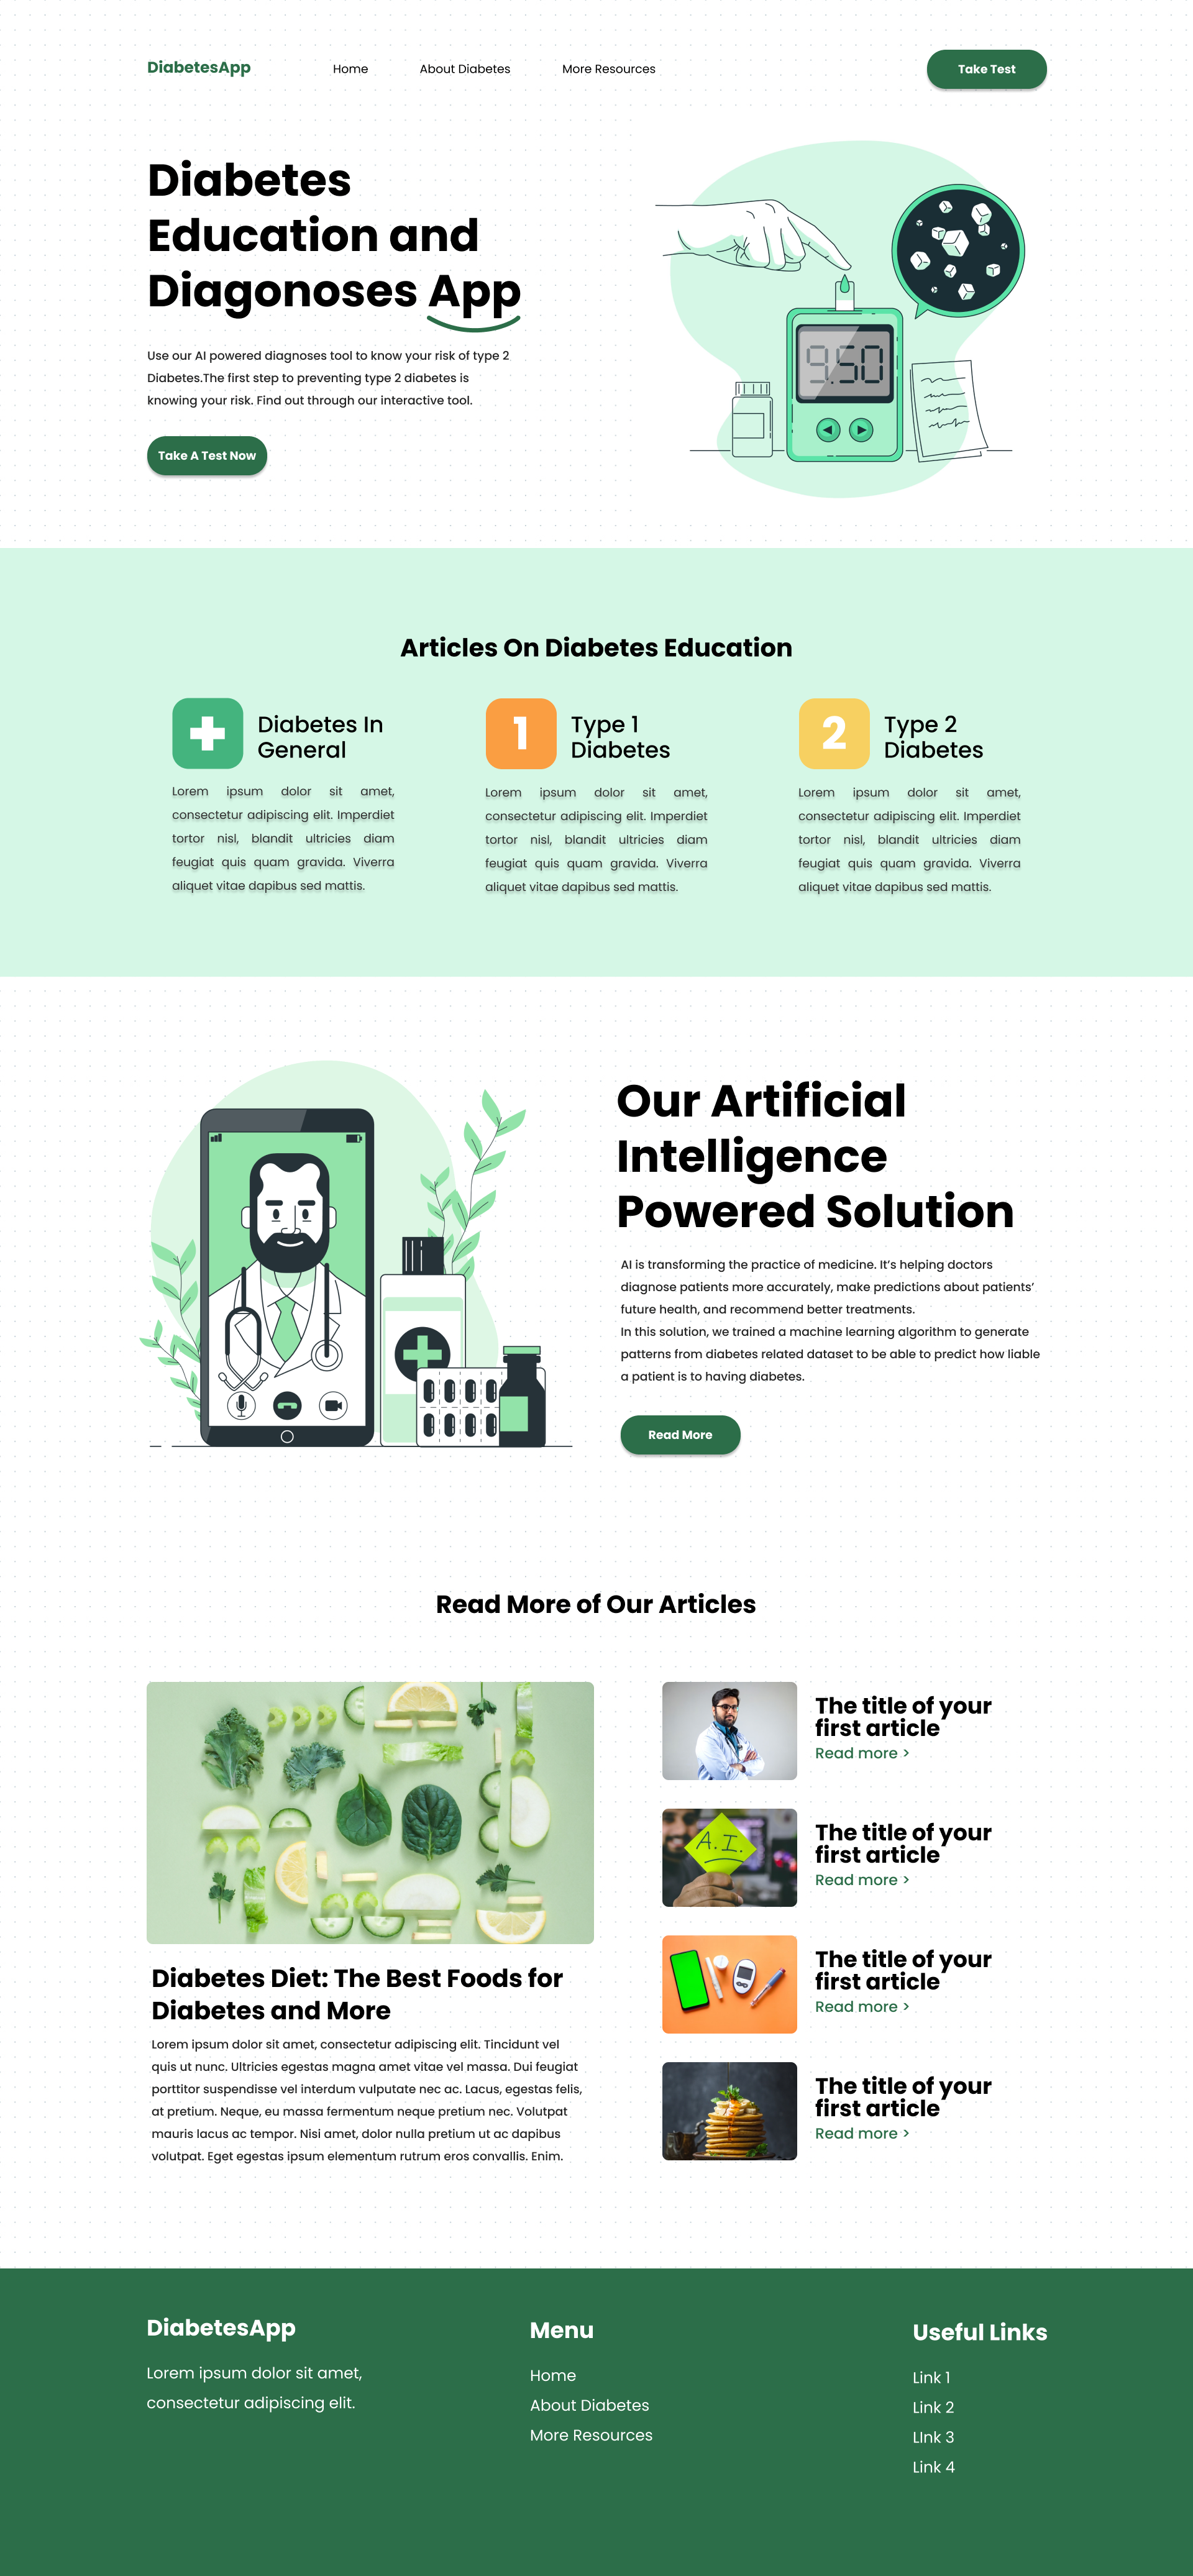 DiabetesApp
Home
About Diabetes
More Resources
Take Test
Diabetes
Education and
Diagonoses App
Use our AI powered diagnoses tool to know your risk of type 2
Diabetes.The first step to preventing type 2 diabetes is
knowing your risk. Find out through our interactive tool.
Take A Test Now
9.50
Articles On Diabetes Education
Diabetes In
General
Lorem ipsum dolor sit amet,
consectetur adipiscing elit. Imperdiet
tortor nisl, blandit ultricies diam
feugiat quis quam gravida. Viverra
aliquet vitae dapibus sed mattis.
1
Type 1
Diabetes
Lorem ipsum dolor sit amet,
consectetur adipiscing elit. Imperdiet
tortor nisl, blandit ultricies diam
feugiat quis quam gravida. Viverra
aliquet vitae dapibus sed mattis.
2
Type 2
Diabetes
Lorem ipsum dolor sit amet,
consectetur adipiscing elit. Imperdiet
tortor nisl, blandit ultricies diam
feugiat quis quam gravida. Viverra
aliquet vitae dapibus sed mattis.
Our Artificial
Intelligence
Powered Solution
AI is transforming the practice of medicine. It’s helping doctors
diagnose patients more accurately, make predictions about patients’
future health, and recommend better treatments.
In this solution, we trained a machine learning algorithm to generate
patterns from diabetes related dataset to be able to predict how liable
a patient is to having diabetes.
Read More
Read More of Our Articles
Diabetes Diet: The Best Foods for
Diabetes and More
Lorem ipsum dolor sit amet, consectetur adipiscing elit. Tincidunt vel
quis ut nunc. Ultricies egestas magna amet vitae vel massa. Dui feugiat
porttitor suspendisse vel interdum vulputate nec ac. Lacus, egestas felis,
at pretium. Neque, eu massa fermentum neque pretium nec. Volutpat
mauris lacus ac tempor. Nisi amet, dolor nulla pretium ut ac dapibus
volutpat. Eget egestas ipsum elementum rutrum eros convallis. Enim.
The title of your
first article
Read more >
A.I.
The title of your
first article
Read more >
The title of your
first article
Read more >
The title of your
first article
Read more >
DiabetesApp
Lorem ipsum dolor sit amet,
consectetur adipiscing elit.
Menu
Home
About Diabetes
More Resources
Useful Links
Link 1
Link 2
LInk 3
Link 4